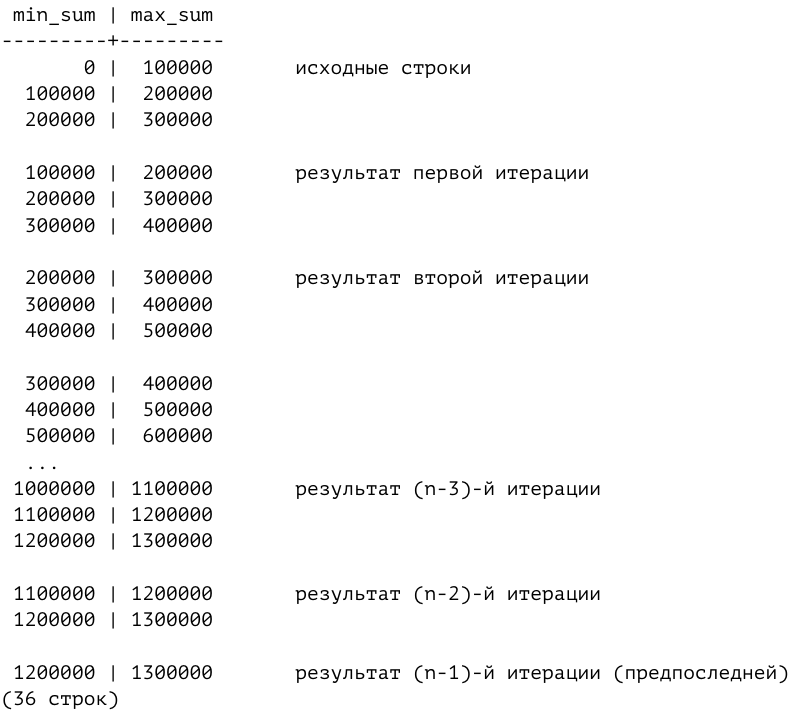 min_sum | max_sum
---------+---------
0 | 100000 исходные строки
100000 | 200000
200000 | 300000
100000 | 200000 результат первой итерации
200000 | 300000
300000 | 400000
200000 | 300000 результат второй итерации
300000 | 400000
400000 | 500000
300000 | 400000
400000 | 500000
500000 | 600000
...
1000000 | 1100000 результат (n-3)-й итерации
1100000 | 1200000
1200000 | 1300000
1100000 | 1200000 результат (n-2)-й итерации
1200000 | 1300000
1200000 | 1300000 результат (n-1)-й итерации (предпоследней)
(36 строк)